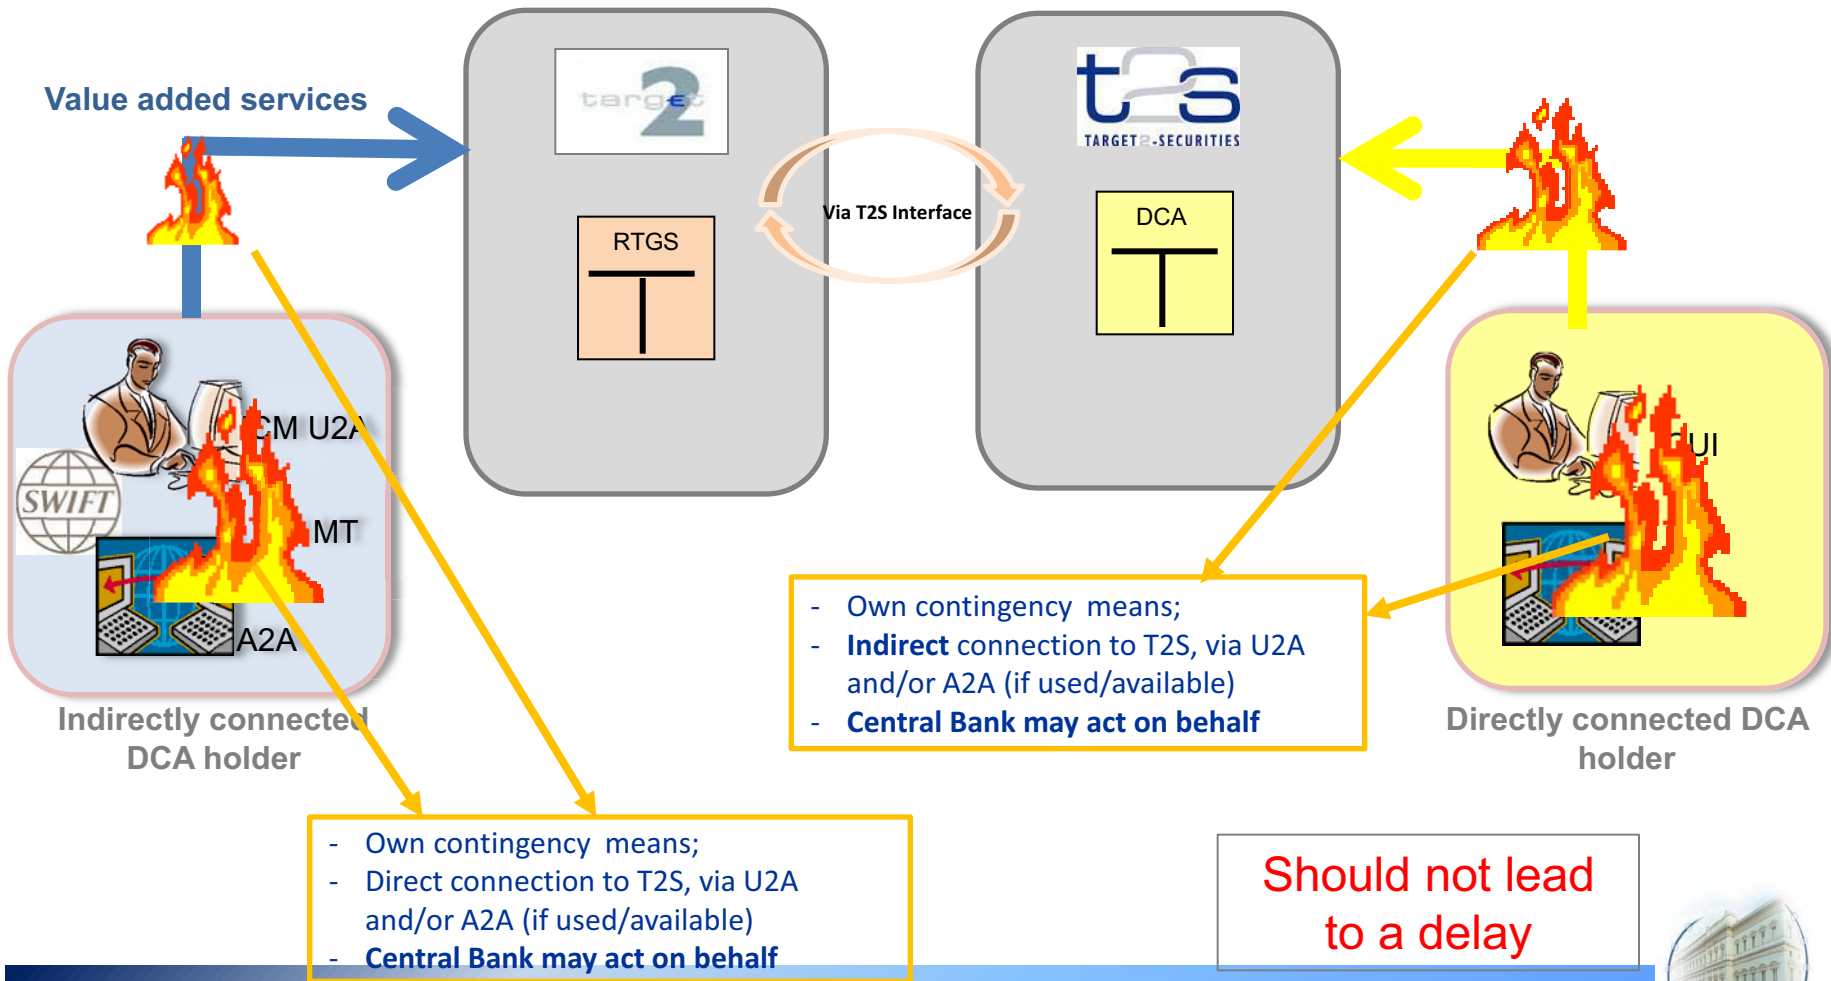 Value added services
target2
t2s
TARGET2-SECURITIES
Via T2S Interface
RTGS
DCA
CM U2A
SWIFT
MT
A2A
UI
Indirectly connected
DCA holder
- Own contingency means;
- Indirect connection to T2S, via U2A
and/or A2A (if used/available)
- Central Bank may act on behalf
Directly connected DCA
holder
- Own contingency means;
- Direct connection to T2S, via U2A
and/or A2A (if used/available)
- Central Bank may act on behalf
Should not lead
to a delay